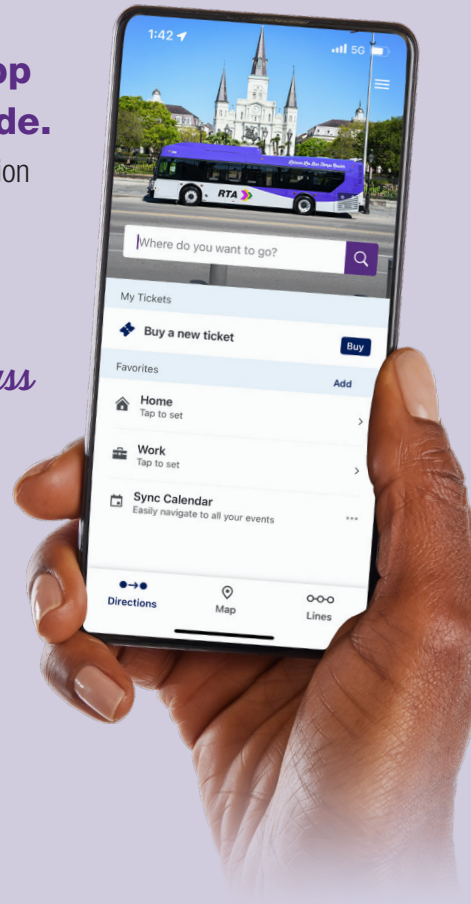 pp
de.
ion
ss
1:42
5G
RTA
Where do you want to go?
My Tickets
Buy a new ticket
Buy
Favorites
Add
Home
Tap to set
Work
Tap to set
Sync Calendar
Easily navigate to all your events
Directions
Map
Lines